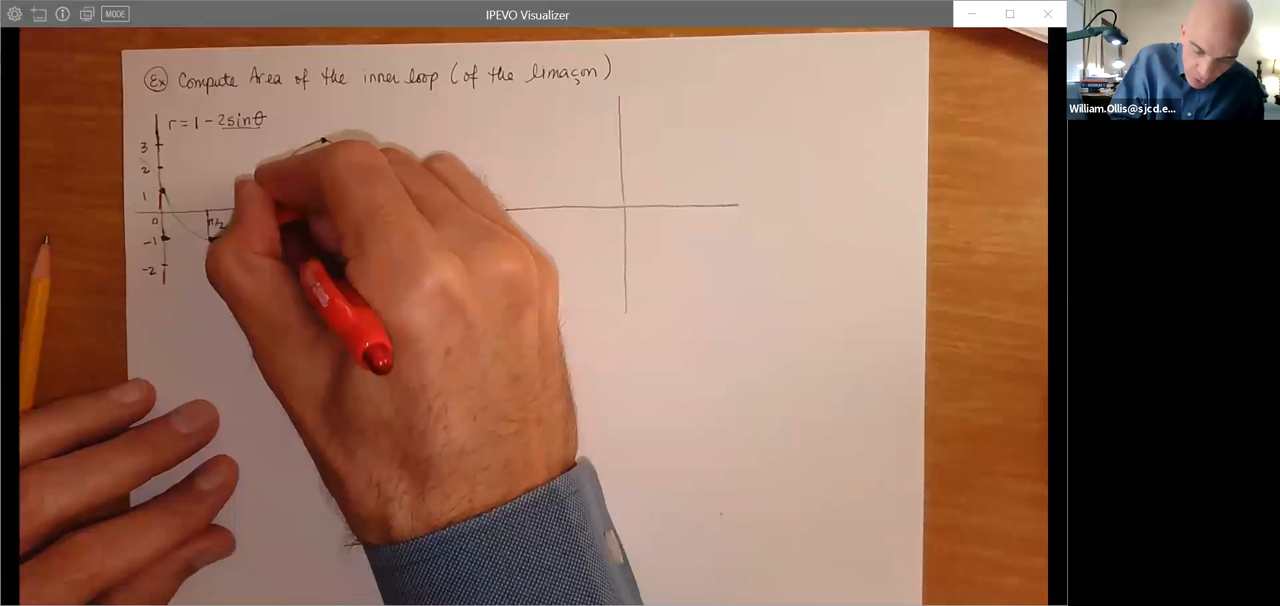 MODE
IPEVO Visualizer
William.Ollis@sjcd.e...
Ex Compute Area of the inner loop (of the limaçon)
r = 1 - 2sinθ
3
2
1
0
π/2
-1
-2